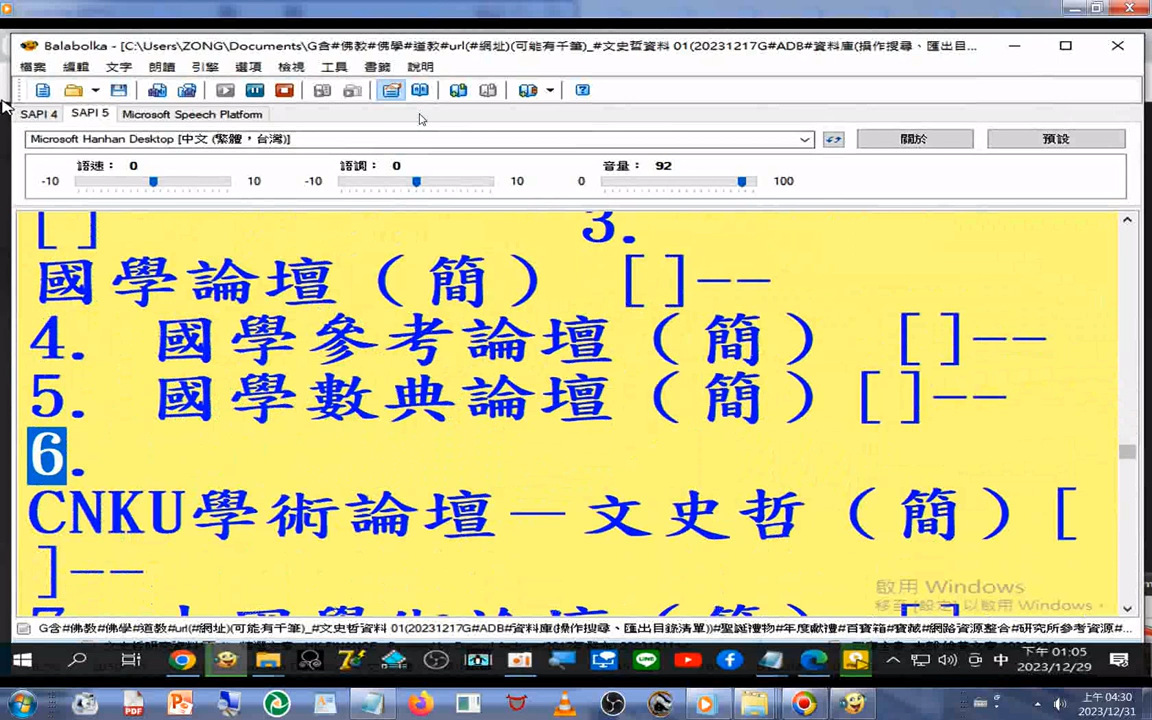 Balabolka - [C:\Users\ZONG\Documents\G含#佛教#佛學#道教#url(#網址)(可能有千筆)_#文史哲資料 01(20231217G#ADB#資料庫(操作搜尋、匯出目...
檔案 編輯 文字 朗讀 引擎 選項 檢視 工具 書籤 說明
SAPI 4 SAPI 5 Microsoft Speech Platform
Microsoft Hanhan Desktop [中文 (繁體，台灣)] 關於 預設
語速： 0 語調： 0 音量： 92
-10 10 -10 10 0 100
[] 3.
國學論壇（簡） []--
4. 國學參考論壇（簡） []--
5. 國學數典論壇（簡）[]--
6.
CNKU學術論壇－文史哲（簡）[
]--
啟用 Windows
移至 [設定] 以啟用 Windows。
G含#佛教#佛學#道教#url(#網址)(可能有千筆)_#文史哲資料 01(20231217G#ADB#資料庫(操作搜尋、匯出目錄清單))#聖誕禮物#年度獻禮#百寶箱#寶藏#網路資源整合#研究所參考資源#...
中 下午 01:05
2023/12/29
上午 04:30
2023/12/31